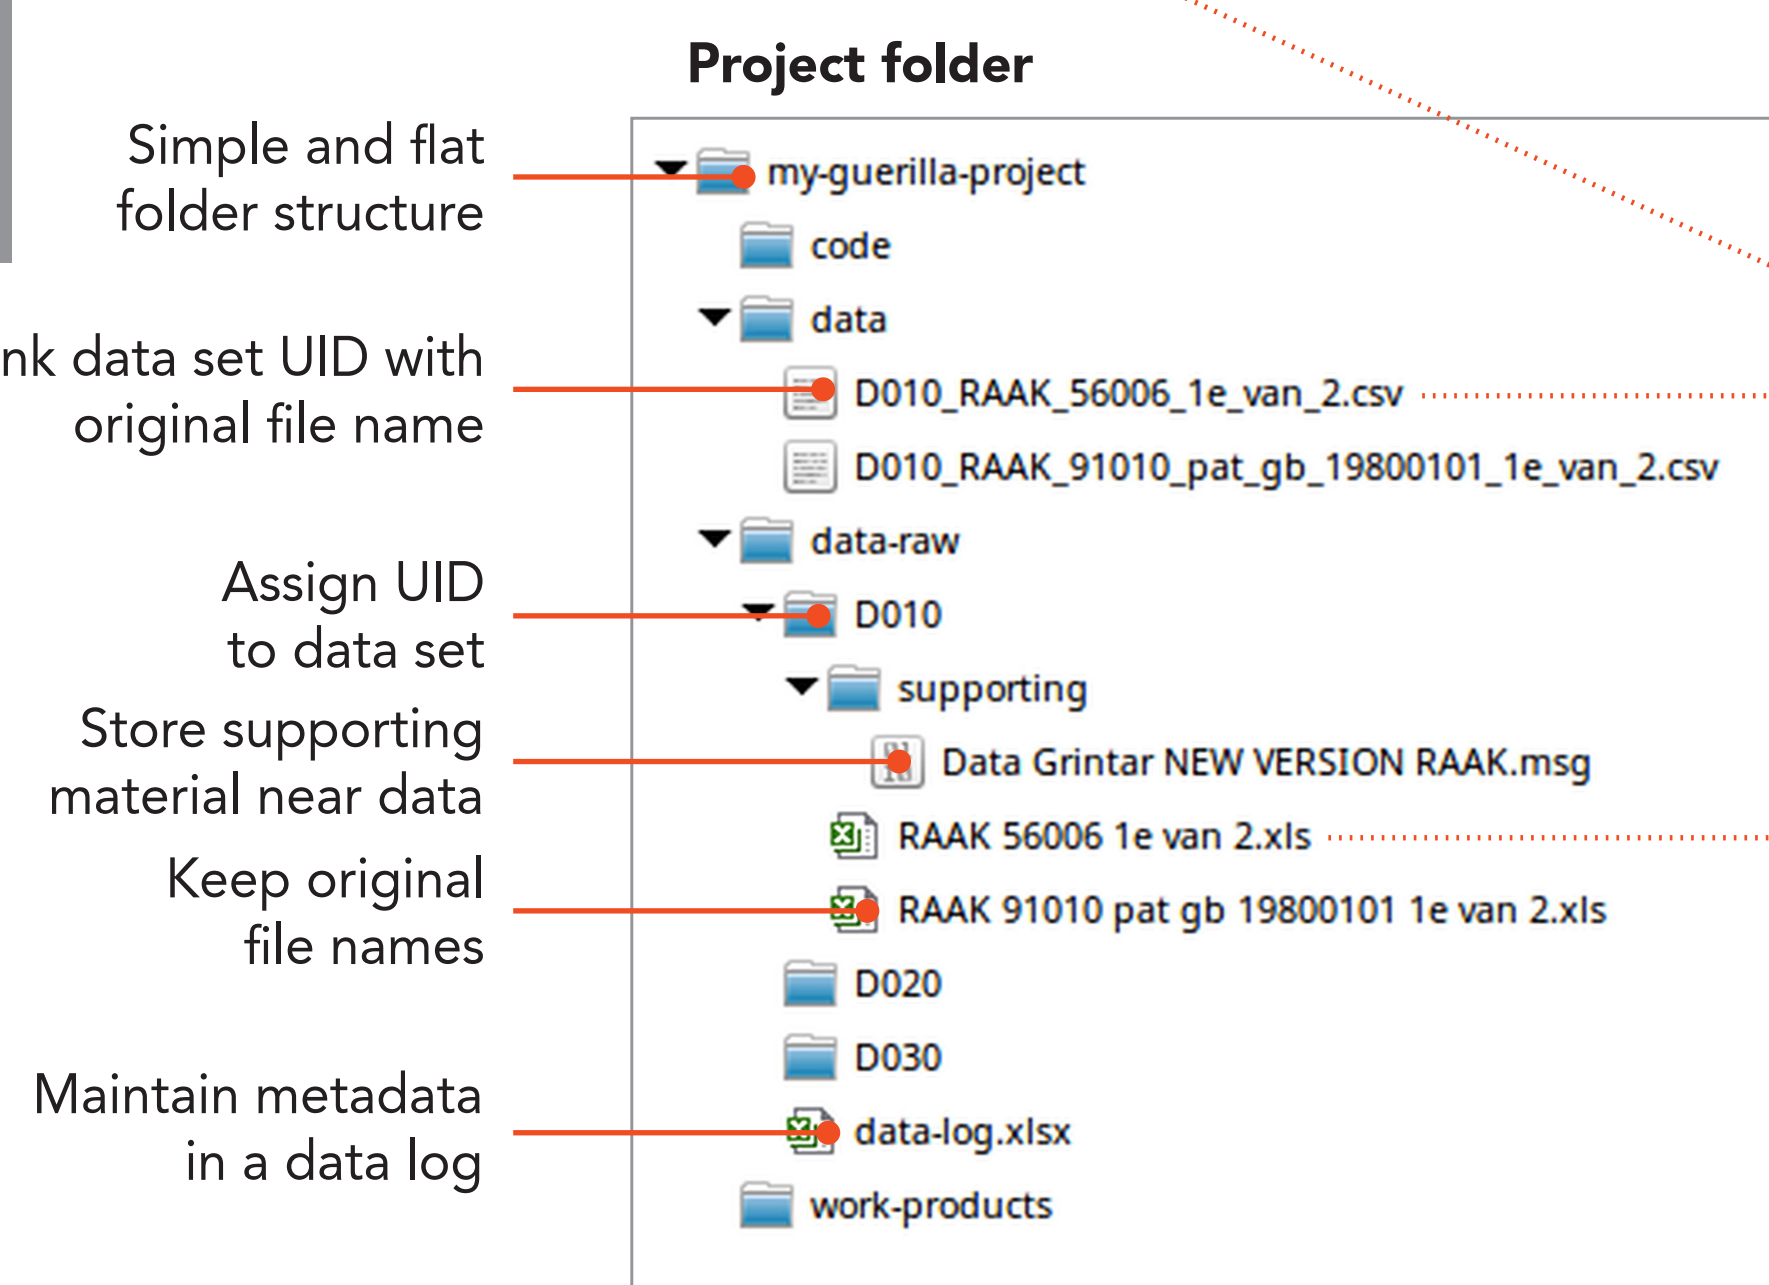 Project folder
Simple and flat
folder structure
my-guerilla-project
code
data
nk data set UID with
original file name
D010_RAAK_56006_1e_van_2.csv
D010_RAAK_91010_pat_gb_19800101_1e_van_2.csv
data-raw
Assign UID
to data set
D010
supporting
Store supporting
material near data
Data Grintar NEW VERSION RAAK.msg
RAAK 56006 1e van 2.xls
Keep original
file names
RAAK 91010 pat gb 19800101 1e van 2.xls
D020
D030
Maintain metadata
in a data log
data-log.xlsx
work-products